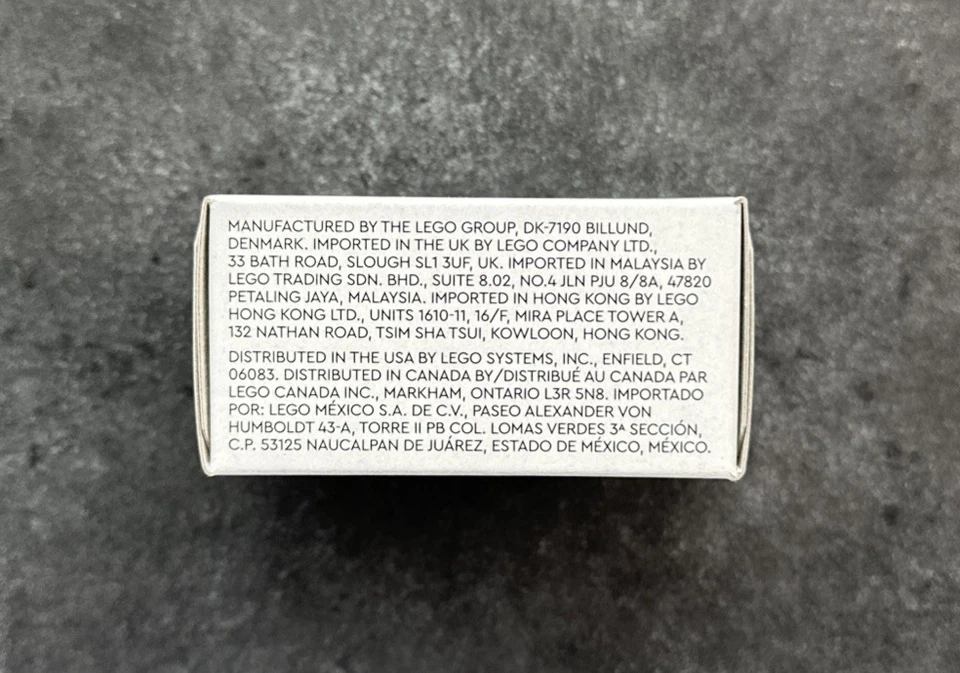 MANUFACTURED BY THE LEGO GROUP, DK-7190 BILLUND,
DENMARK. IMPORTED IN THE UK BY LEGO COMPANY LTD.,
33 BATH ROAD, SLOUGH SL1 3UF, UK. IMPORTED IN MALAYSIA BY
LEGO TRADING SDN. BHD., SUITE 8.02, NO.4 JLN PJU 8/8A, 47820
PETALING JAYA, MALAYSIA. IMPORTED IN HONG KONG BY LEGO
HONG KONG LTD., UNITS 1610-11, 16/F, MIRA PLACE TOWER A,
132 NATHAN ROAD, TSIM SHA TSUI, KOWLOON, HONG KONG.
DISTRIBUTED IN THE USA BY LEGO SYSTEMS, INC., ENFIELD, CT
06083. DISTRIBUTED IN CANADA BY/DISTRIBUÉ AU CANADA PAR
LEGO CANADA INC., MARKHAM, ONTARIO L3R 5N8. IMPORTADO
POR: LEGO MÉXICO S.A. DE C.V., PASEO ALEXANDER VON
HUMBOLDT 43-A, TORRE II PB COL. LOMAS VERDES 3ᴬ SECCIÓN,
C.P. 53125 NAUCALPAN DE JUÁREZ, ESTADO DE MÉXICO, MÉXICO.